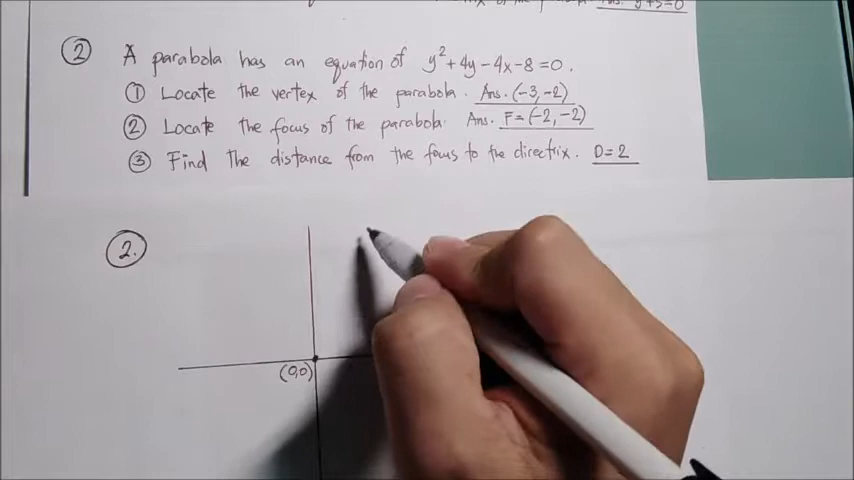 y+5=0
② A parabola has an equation of y²+4y-4x-8=0.
① Locate the vertex of the parabola. Ans. (-3,-2)
② Locate the focus of the parabola. Ans. F=(-2,-2)
③ Find the distance from the focus to the directrix. D=2
2.
(0,0)